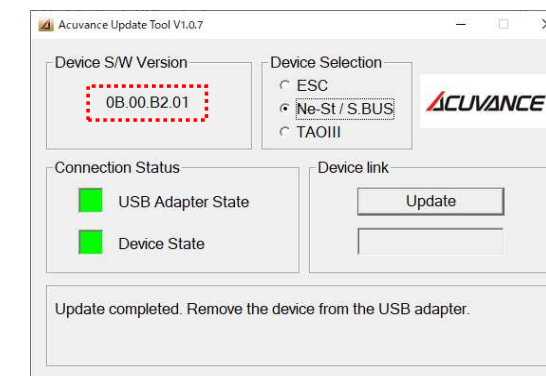 Acuvance Update Tool V1.0.7
Device S/W Version
0B.00.B2.01
Device Selection
ESC
Ne-St / S.BUS
TAOIII
ACUVANCE
Connection Status
USB Adapter State
Device State
Device link
Update
Update completed. Remove the device from the USB adapter.